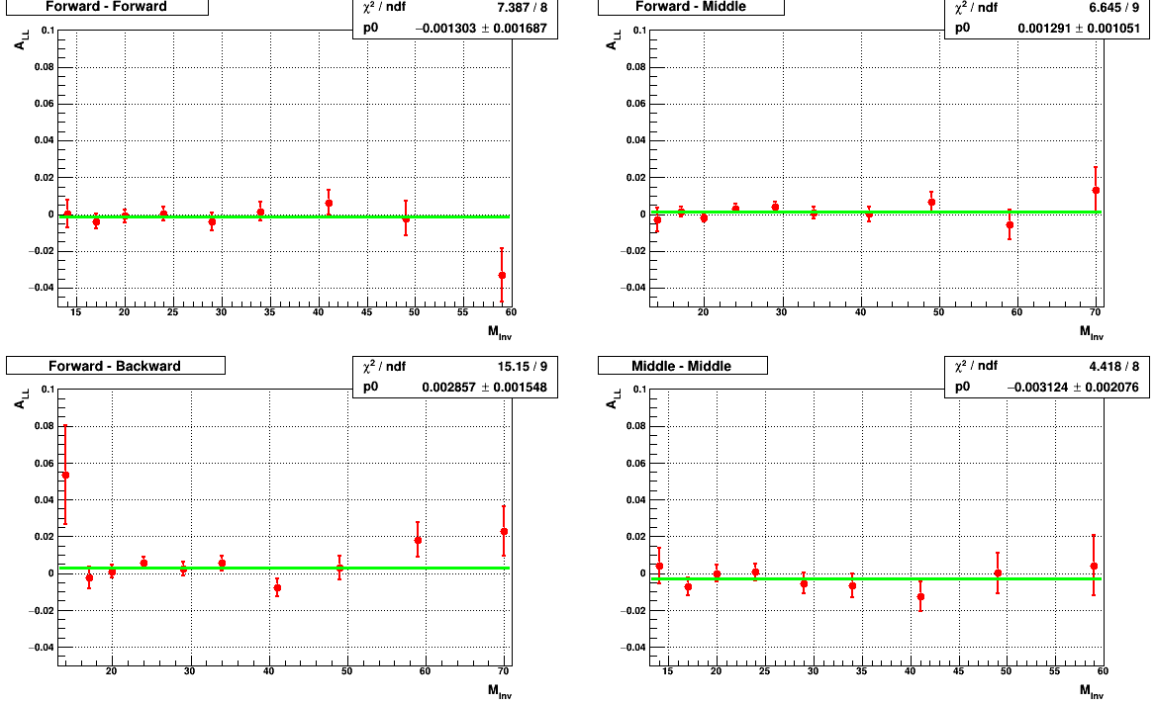 Forward - Forward
χ² / ndf 7.387 / 8
p0 −0.001303 ± 0.001687
A_LL
0.1
0.08
0.06
0.04
0.02
0
−0.02
−0.04
15 20 25 30 35 40 45 50 55 60
M_Inv
Forward - Middle
χ² / ndf 6.645 / 9
p0 0.001291 ± 0.001051
A_LL
0.1
0.08
0.06
0.04
0.02
0
−0.02
−0.04
20 30 40 50 60 70
M_Inv
Forward - Backward
χ² / ndf 15.15 / 9
p0 0.002857 ± 0.001548
A_LL
0.1
0.08
0.06
0.04
0.02
0
−0.02
−0.04
20 30 40 50 60 70
M_Inv
Middle - Middle
χ² / ndf 4.418 / 8
p0 −0.003124 ± 0.002076
A_LL
0.1
0.08
0.06
0.04
0.02
0
−0.02
−0.04
15 20 25 30 35 40 45 50 55 60
M_Inv